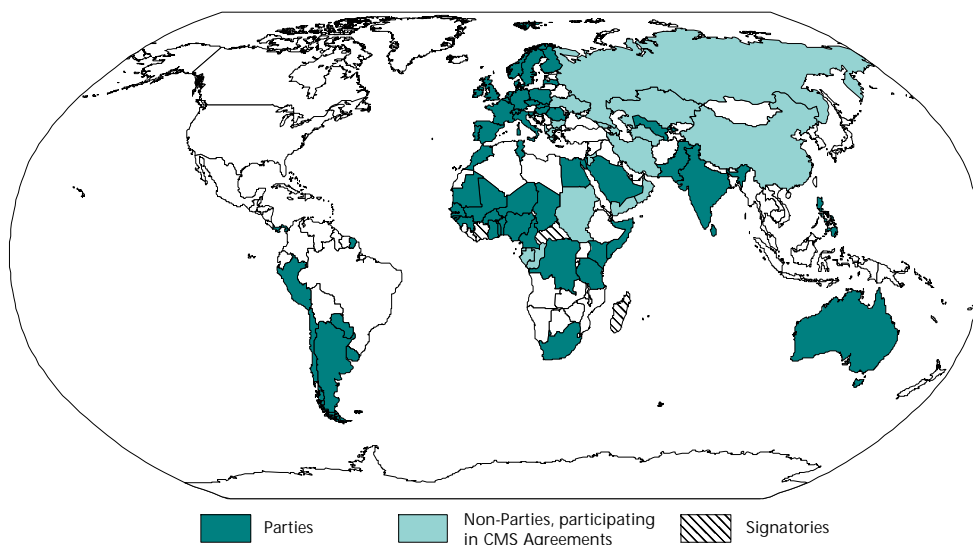 Parties
Non-Parties, participating
in CMS Agreements
Signatories